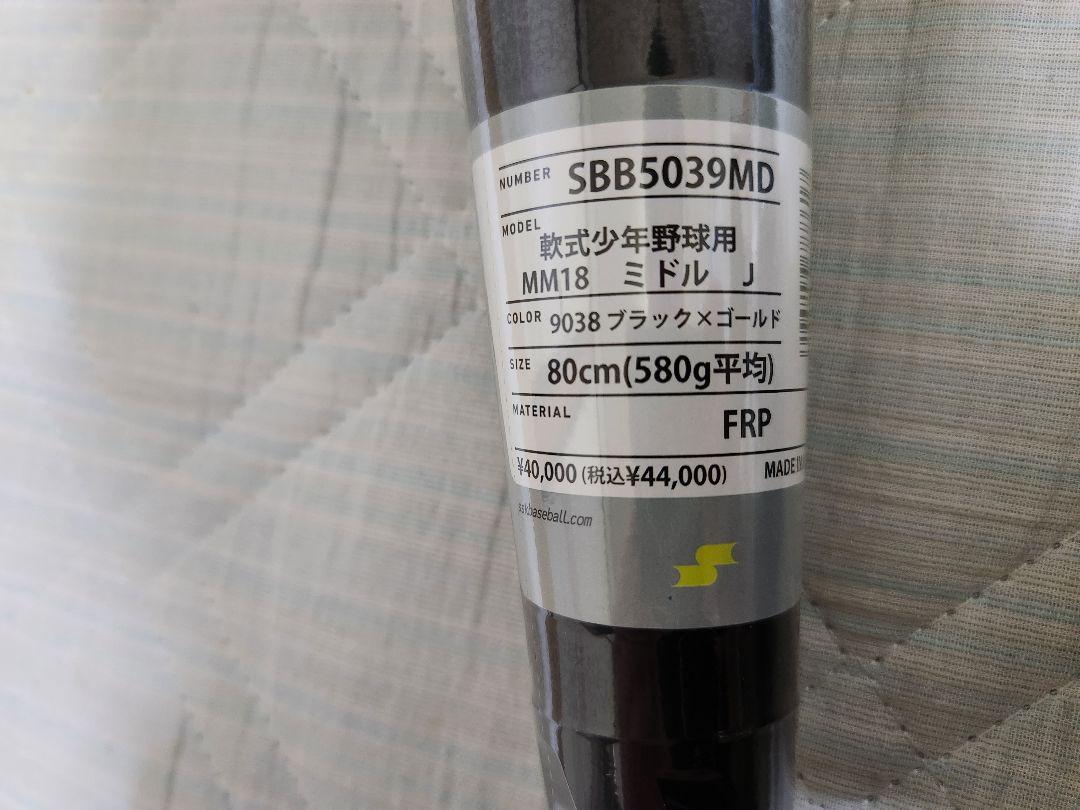 NUMBER SBB5039MD
MODEL
軟式少年野球用
MM18 ミドル J
COLOR 9038 ブラック×ゴールド
SIZE 80cm(580g平均)
MATERIAL
FRP
¥40,000 (税込¥44,000) MADE
sskbaseball.com